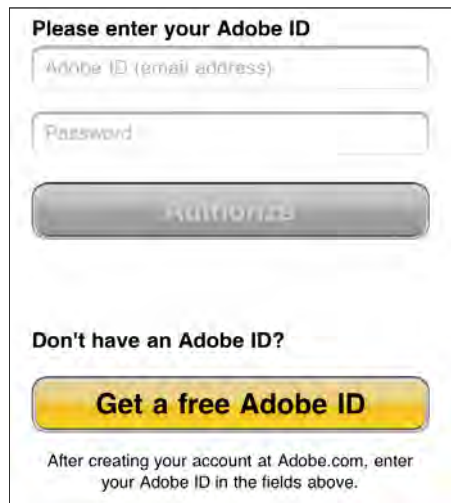 Please enter your Adobe ID
Adobe ID (email address)
Password
Authorize
Don't have an Adobe ID?
Get a free Adobe ID
After creating your account at Adobe.com, enter
your Adobe ID in the fields above.